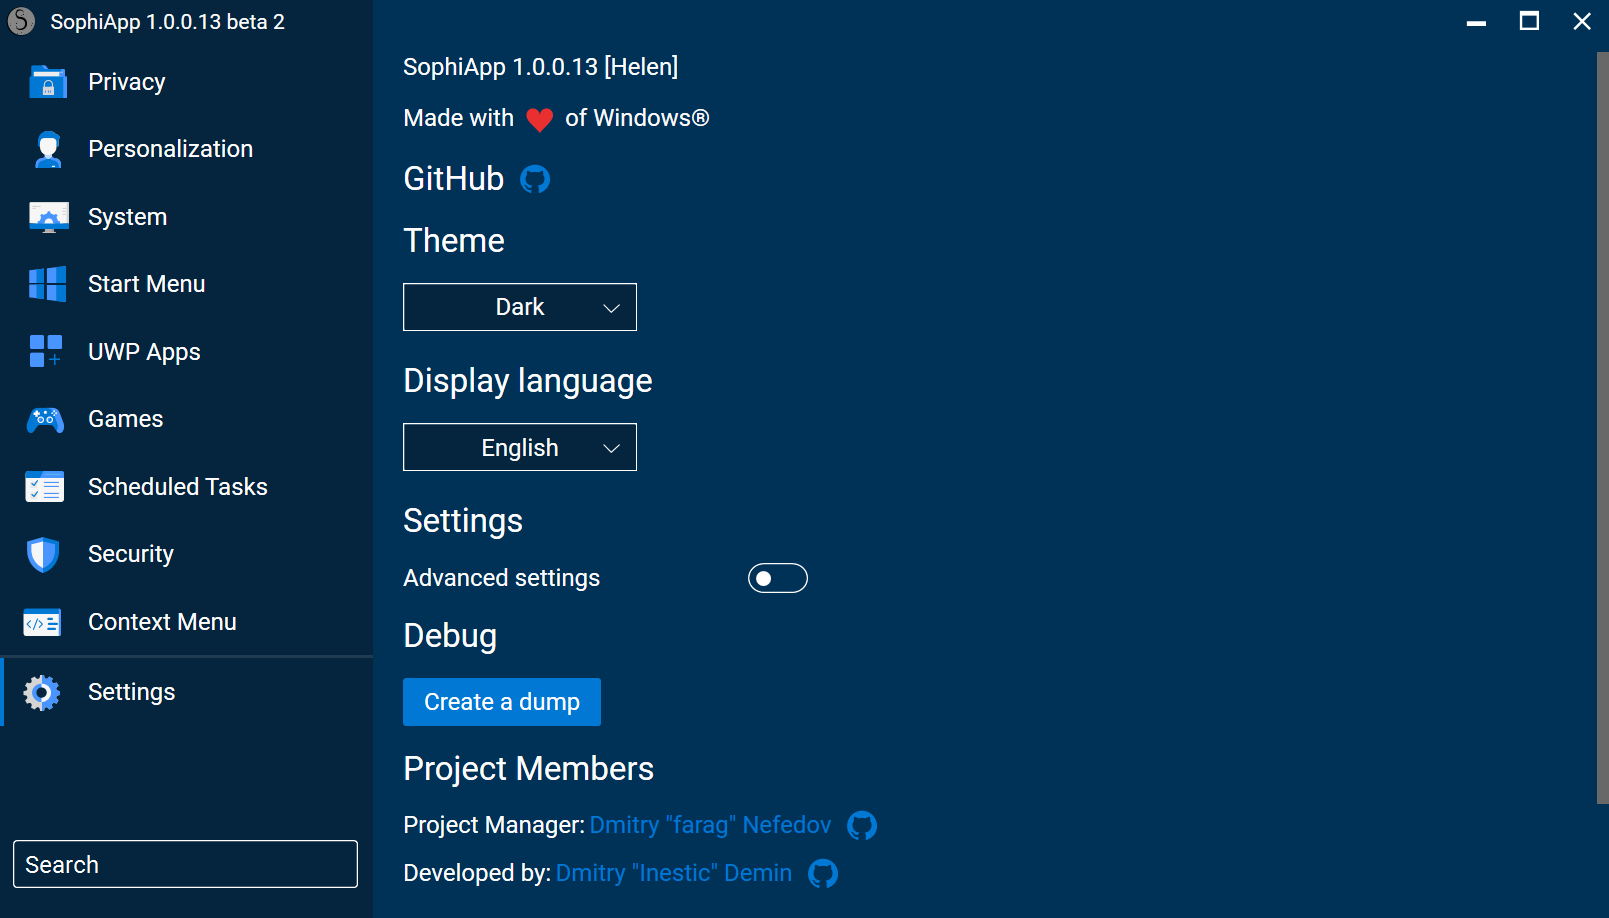 SophiApp 1.0.0.13 beta 2
Privacy
Personalization
System
Start Menu
UWP Apps
Games
Scheduled Tasks
Security
Context Menu
Settings
Search
SophiApp 1.0.0.13 [Helen]
Made with ❤ of Windows®
GitHub
Theme
Dark
Display language
English
Settings
Advanced settings
Debug
Create a dump
Project Members
Project Manager: Dmitry "farag" Nefedov
Developed by: Dmitry "Inestic" Demin